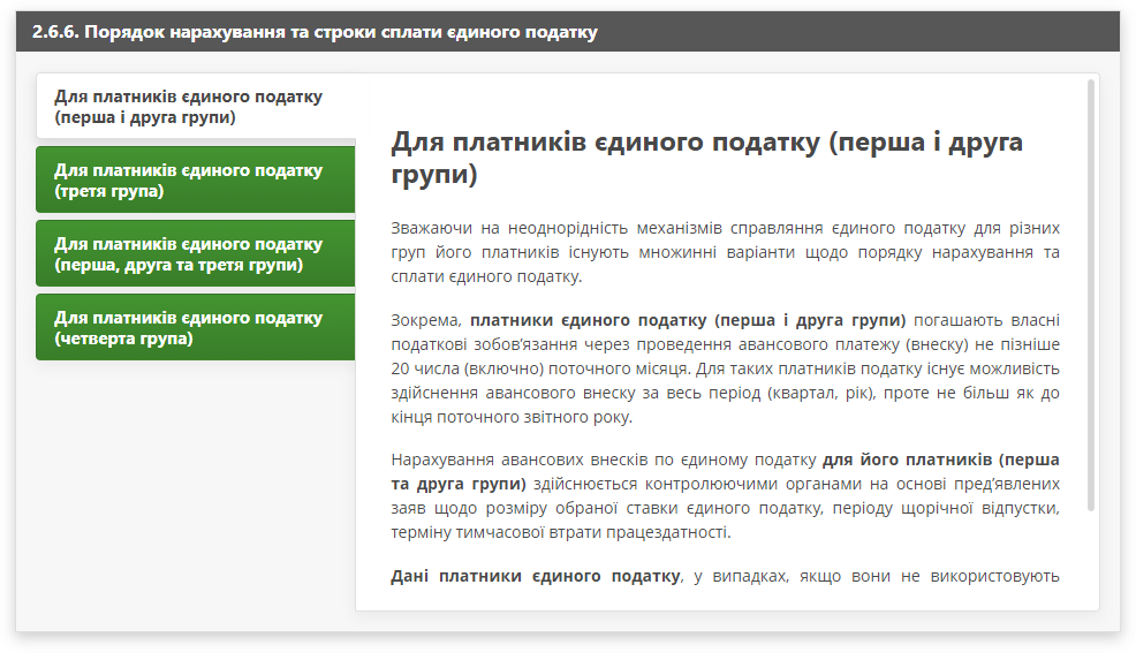 2.6.6. Порядок нарахування та строки сплати єдиного податку
Для платників єдиного податку
(перша і друга групи)
Для платників єдиного податку
(третя група)
Для платників єдиного податку
(перша, друга та третя групи)
Для платників єдиного податку
(четверта група)
Для платників єдиного податку (перша і друга
групи)
Зважаючи на неоднорідність механізмів справляння єдиного податку для різних
груп його платників існують множинні варіанти щодо порядку нарахування та
сплати єдиного податку.
Зокрема, платники єдиного податку (перша і друга групи) погашають власні
податкові зобов’язання через проведення авансового платежу (внеску) не пізніше
20 числа (включно) поточного місяця. Для таких платників податку існує можливість
здійснення авансового внеску за весь період (квартал, рік), проте не більш як до
кінця поточного звітного року.
Нарахування авансових внесків по єдиному податку для його платників (перша
та друга групи) здійснюється контролюючими органами на основі пред’явлених
заяв щодо розміру обраної ставки єдиного податку, періоду щорічної відпустки,
терміну тимчасової втрати працездатності.
Дані платники єдиного податку, у випадках, якщо вони не використовують